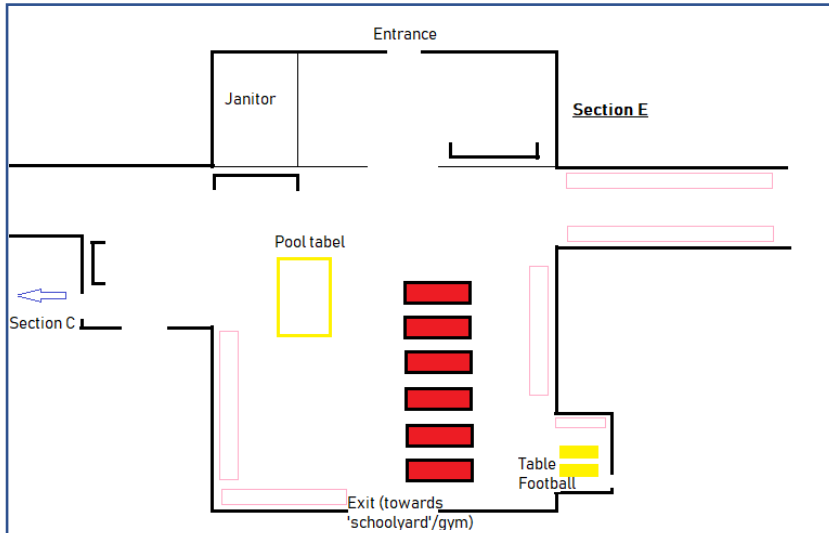 Entrance
Janitor
Section E
Pool tabel
Section C
Table
Football
Exit (towards
'schoolyard'/gym)